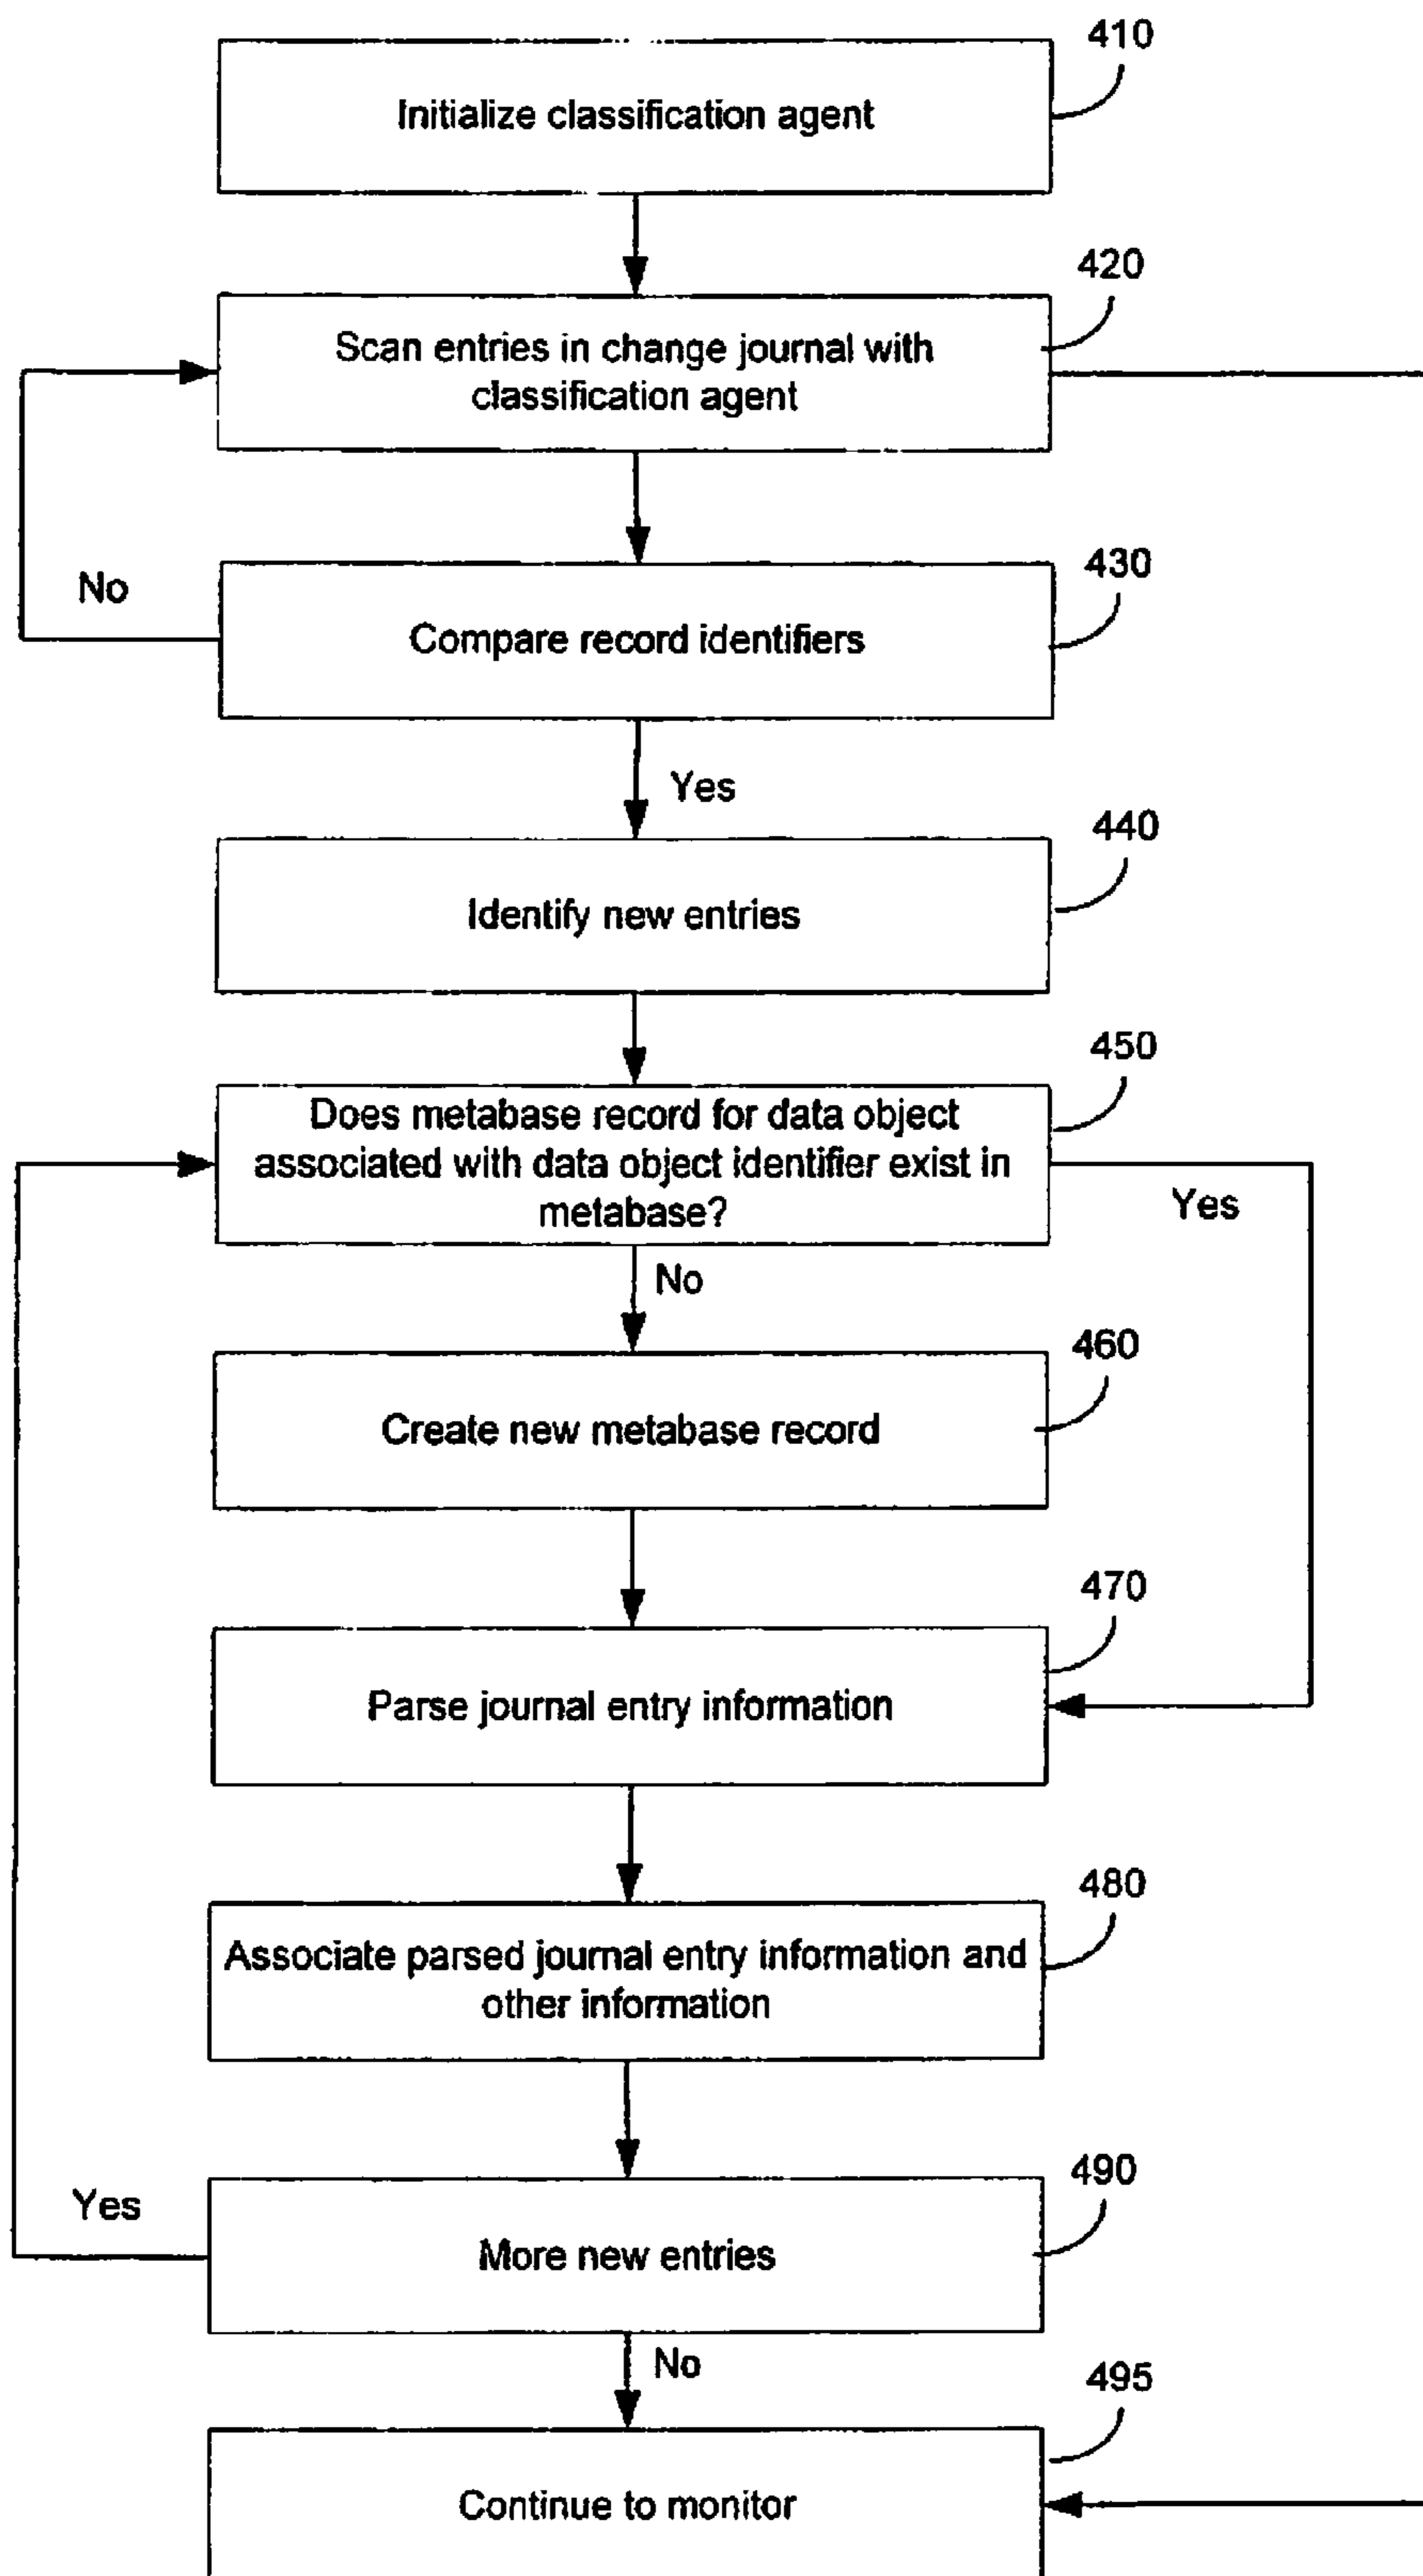 410
Initialize classification agent
420
Scan entries in change journal with
classification agent
430
No
Compare record identifiers
Yes
440
Identify new entries
450
Does metabase record for data object
associated with data object identifier exist in
metabase?
Yes
No
460
Create new metabase record
470
Parse journal entry information
480
Associate parsed journal entry information and
other information
490
Yes
More new entries
No
495
Continue to monitor